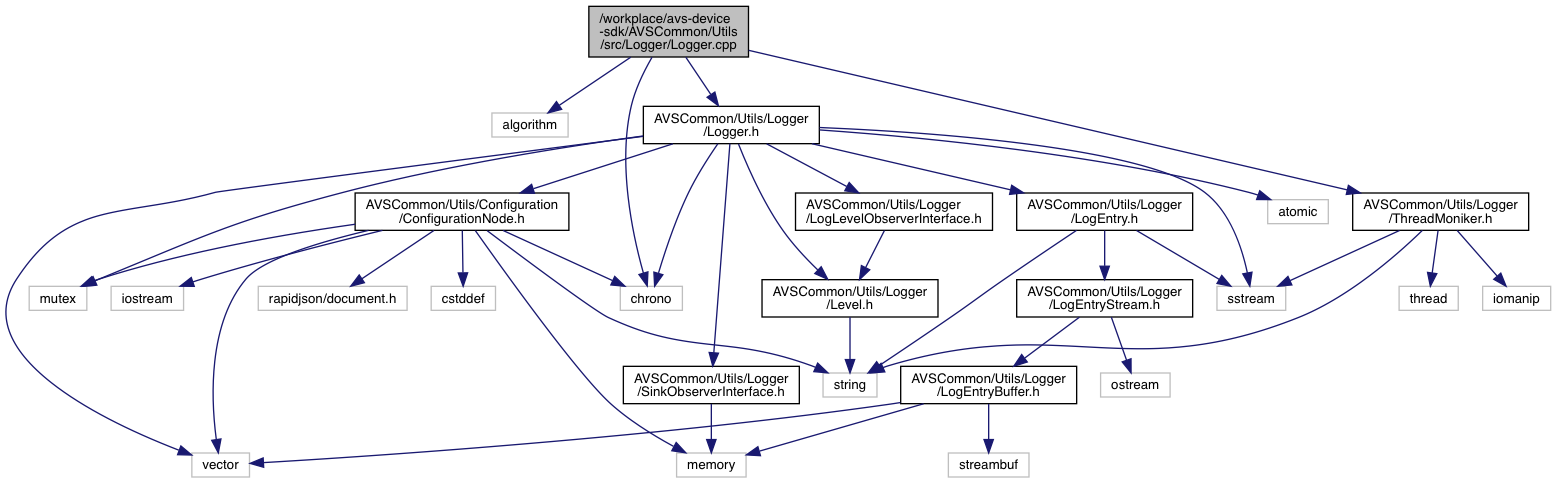 /workplace/avs-device
-sdk/AVSCommon/Utils
/src/Logger/Logger.cpp
algorithm
AVSCommon/Utils/Logger
/Logger.h
AVSCommon/Utils/Configuration
/ConfigurationNode.h
AVSCommon/Utils/Logger
/LogLevelObserverInterface.h
AVSCommon/Utils/Logger
/LogEntry.h
atomic
AVSCommon/Utils/Logger
/ThreadMoniker.h
mutex
iostream
rapidjson/document.h
cstddef
chrono
AVSCommon/Utils/Logger
/Level.h
AVSCommon/Utils/Logger
/LogEntryStream.h
sstream
thread
iomanip
AVSCommon/Utils/Logger
/SinkObserverInterface.h
string
AVSCommon/Utils/Logger
/LogEntryBuffer.h
ostream
vector
memory
streambuf